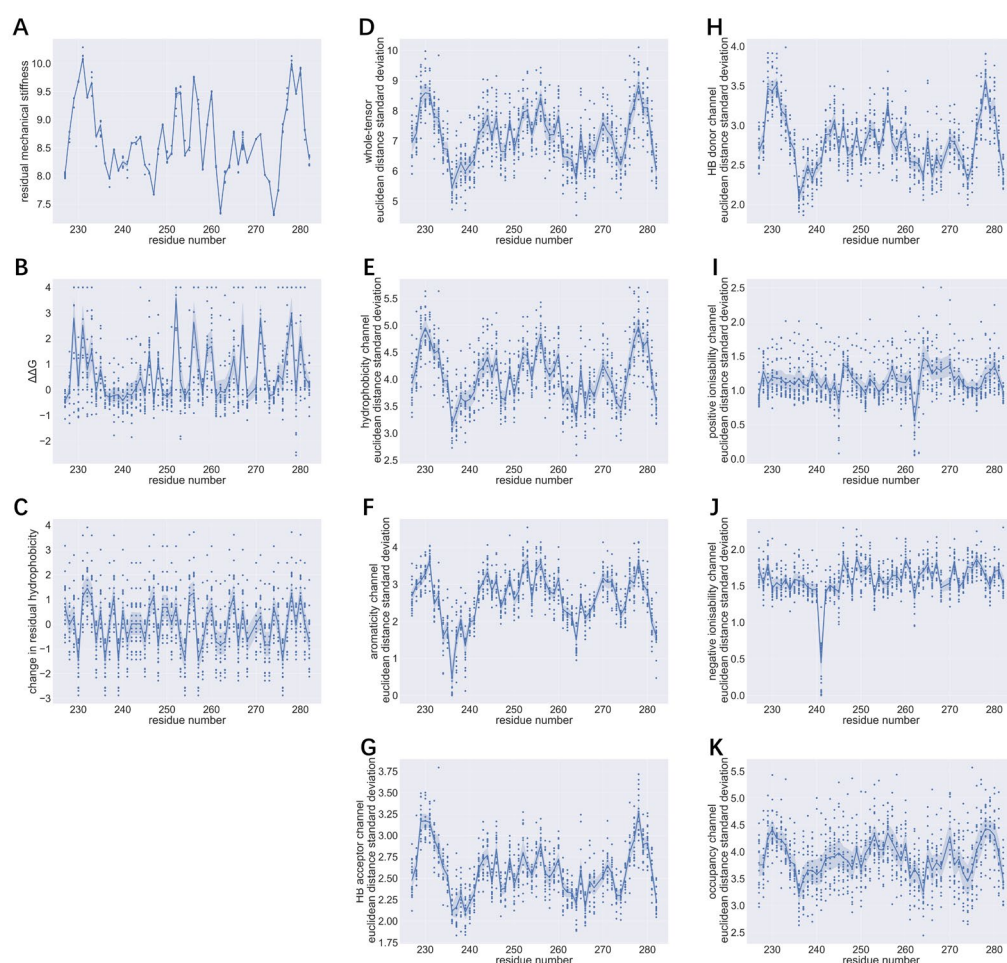 A
residual mechanical stiffness
10.0
9.5
9.0
8.5
8.0
7.5
230 240 250 260 270 280
residue number
B
ΔΔG
4
3
2
1
0
−1
−2
230 240 250 260 270 280
residue number
C
change in residual hydrophobicity
4
3
2
1
0
−1
−2
−3
230 240 250 260 270 280
residue number
D
whole-tensor
euclidean distance standard deviation
10
9
8
7
6
5
230 240 250 260 270 280
residue number
E
hydrophobicity channel
euclidean distance standard deviation
5.5
5.0
4.5
4.0
3.5
3.0
2.5
230 240 250 260 270 280
residue number
F
aromaticity channel
euclidean distance standard deviation
4
3
2
1
0
230 240 250 260 270 280
residue number
G
HB acceptor channel
euclidean distance standard deviation
3.75
3.50
3.25
3.00
2.75
2.50
2.25
2.00
1.75
230 240 250 260 270 280
residue number
H
HB donor channel
euclidean distance standard deviation
4.0
3.5
3.0
2.5
2.0
230 240 250 260 270 280
residue number
I
positive ionisability channel
euclidean distance standard deviation
2.5
2.0
1.5
1.0
0.5
0.0
230 240 250 260 270 280
residue number
J
negative ionisability channel
euclidean distance standard deviation
2.0
1.5
1.0
0.5
0.0
230 240 250 260 270 280
residue number
K
occupancy channel
euclidean distance standard deviation
5.5
5.0
4.5
4.0
3.5
3.0
2.5
230 240 250 260 270 280
residue number